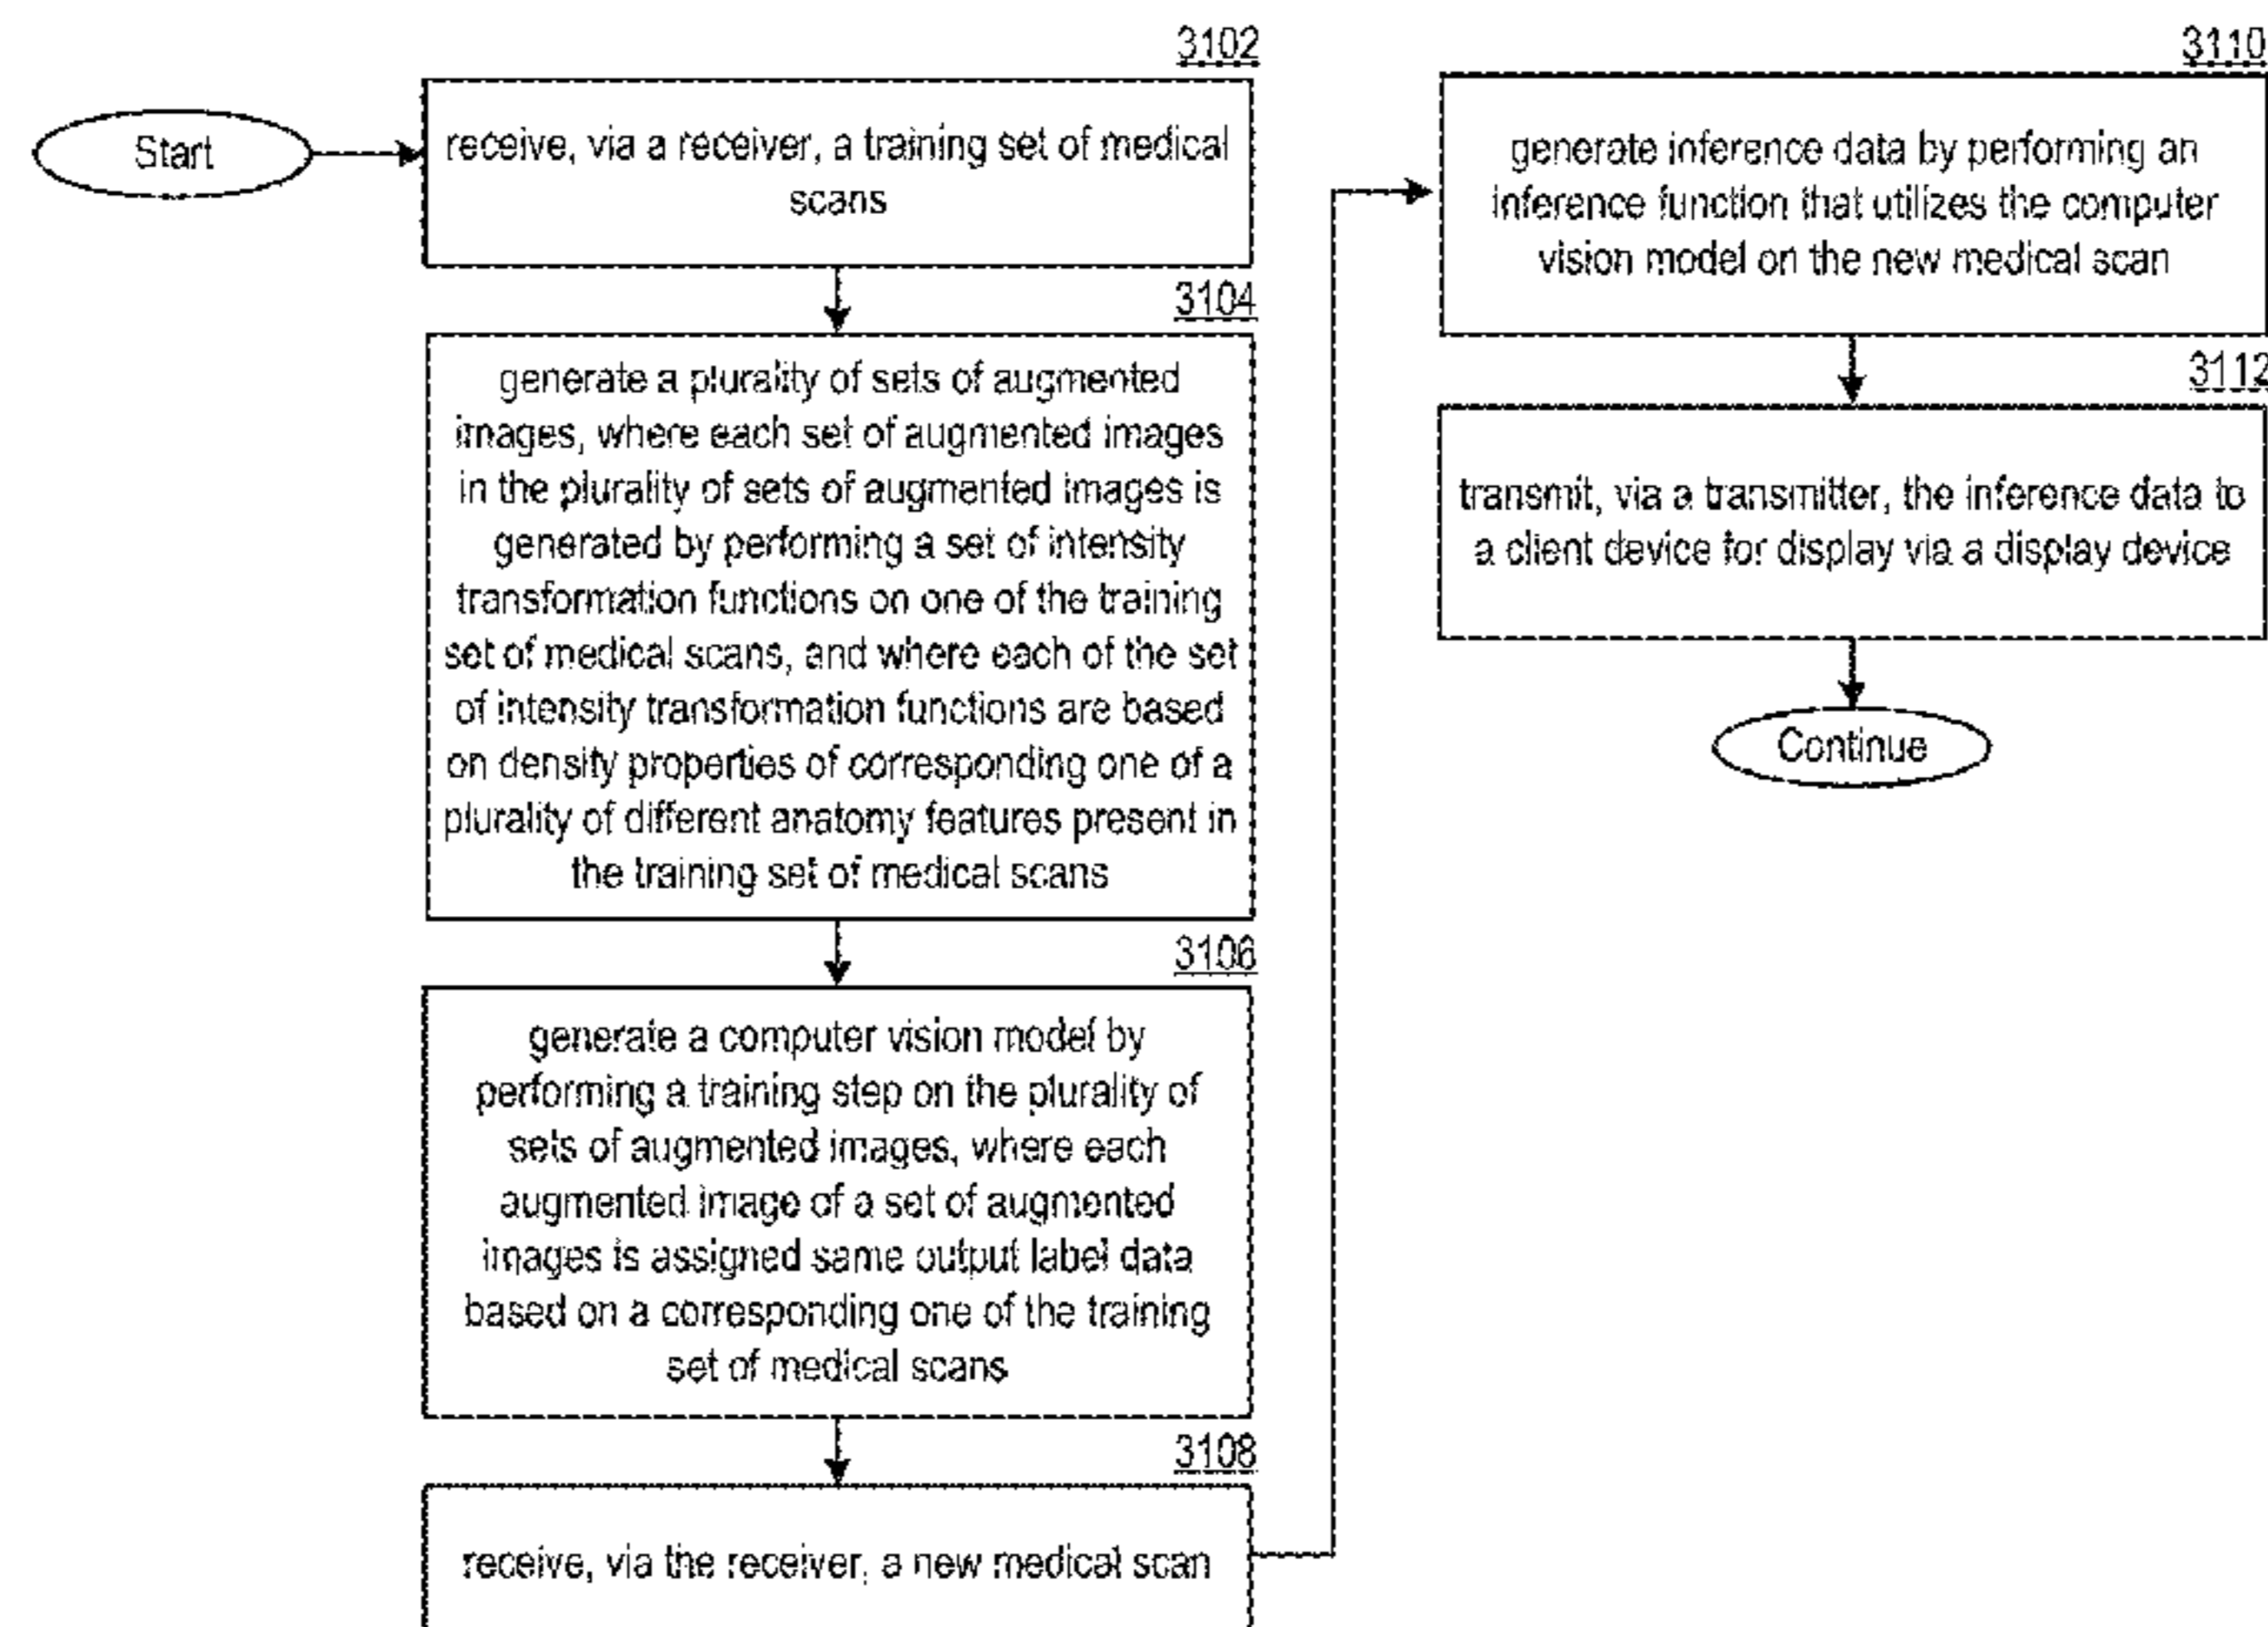 Start
3102
receive, via a receiver, a training set of medical
scans
3104
generate a plurality of sets of augmented
images, where each set of augmented images
in the plurality of sets of augmented images is
generated by performing a set of intensity
transformation functions on one of the training
set of medical scans, and where each of the set
of intensity transformation functions are based
on density properties of corresponding one of a
plurality of different anatomy features present in
the training set of medical scans
3106
generate a computer vision model by
performing a training step on the plurality of
sets of augmented images, where each
augmented image of a set of augmented
images is assigned same output label data
based on a corresponding one of the training
set of medical scans
3108
receive, via the receiver, a new medical scan
3110
generate inference data by performing an
inference function that utilizes the computer
vision model on the new medical scan
3112
transmit, via a transmitter, the inference data to
a client device for display via a display device
Continue